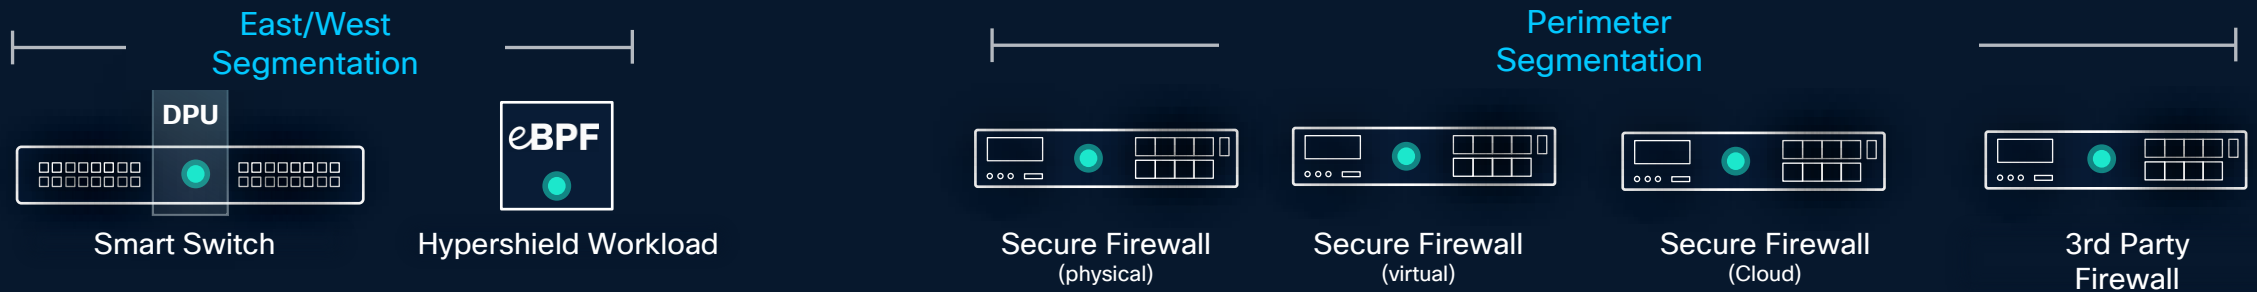 East/West
Segmentation
Perimeter
Segmentation
DPU
eBPF
Smart Switch
Hypershield Workload
Secure Firewall
(physical)
Secure Firewall
(virtual)
Secure Firewall
(Cloud)
3rd Party
Firewall